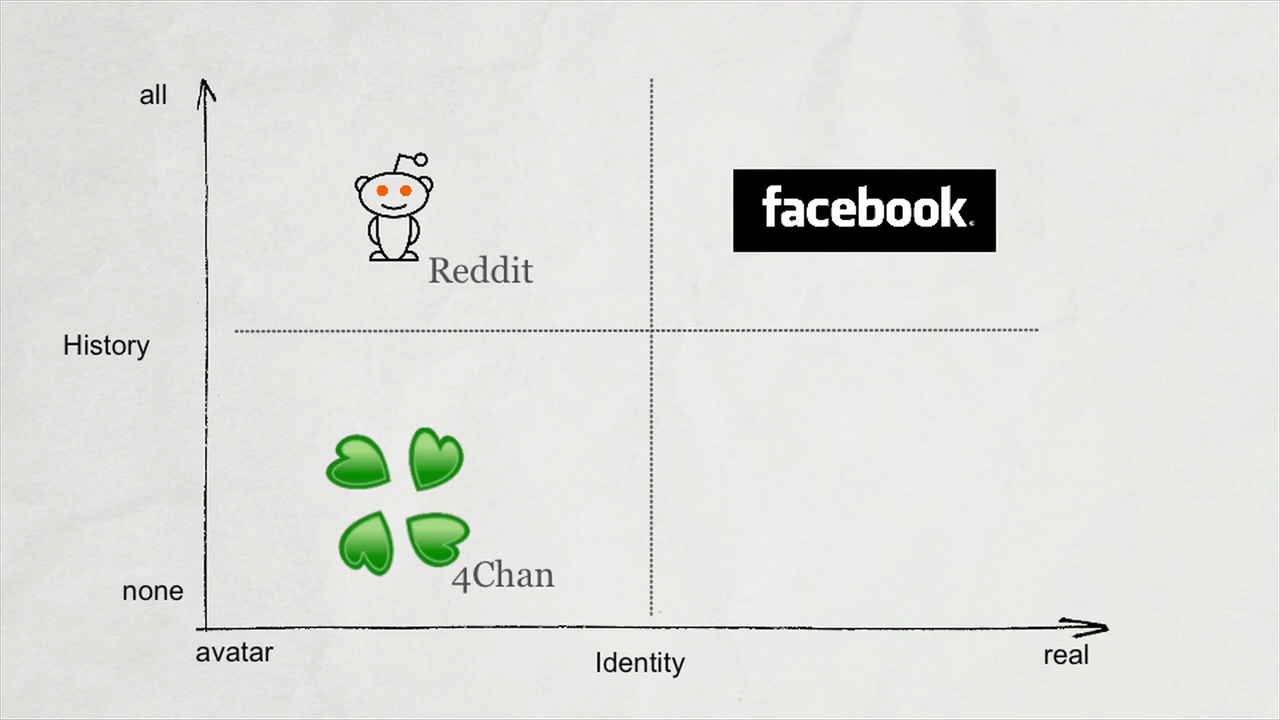 all
facebook
Reddit
History
4Chan
none
avatar
Identity
real